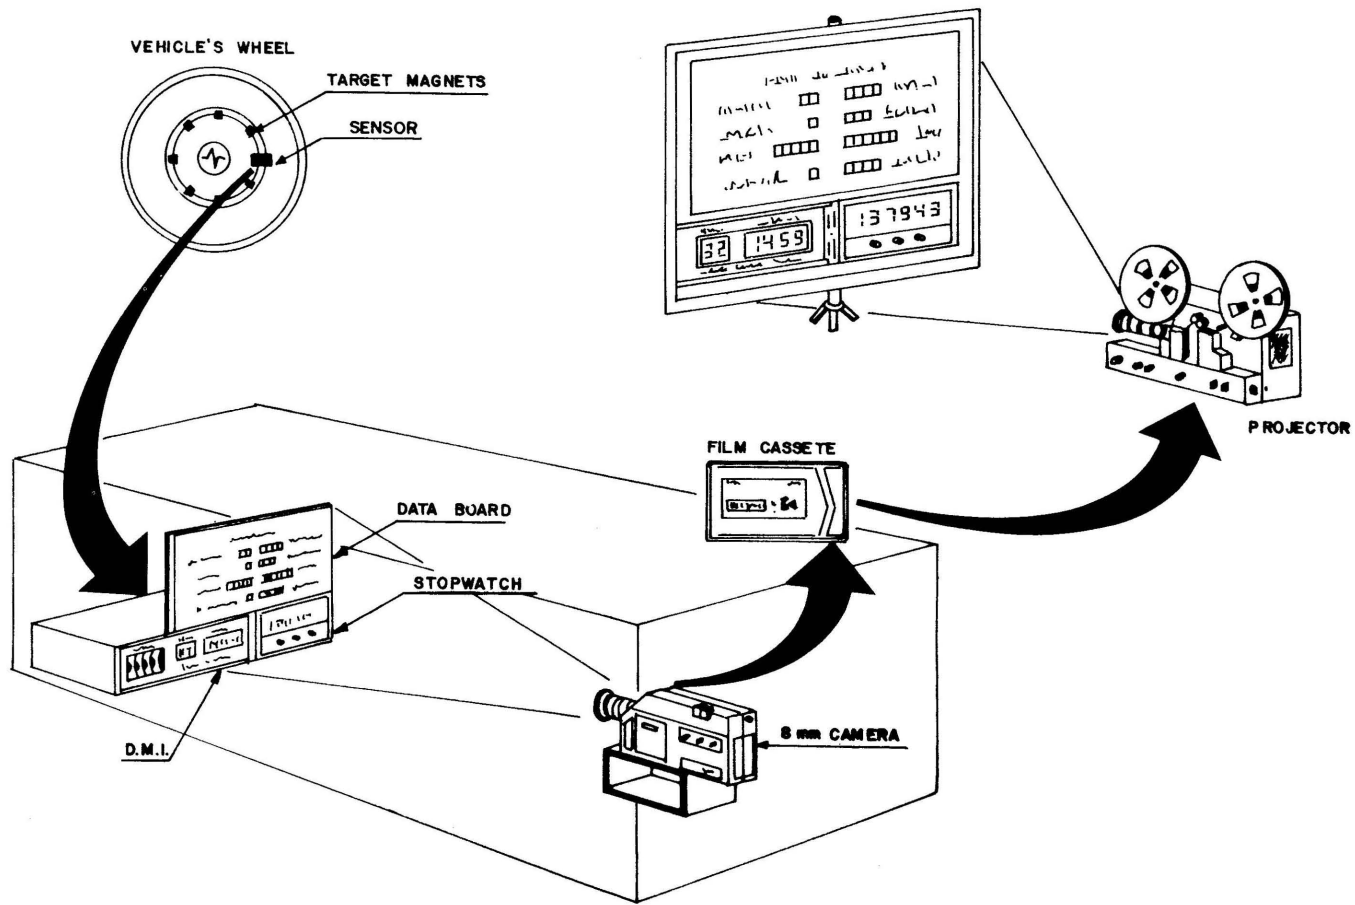 VEHICLE'S WHEEL
TARGET MAGNETS
SENSOR
32
1459
137943
PROJECTOR
FILM CASSETE
DATA BOARD
STOPWATCH
D.M.I.
8 mm CAMERA